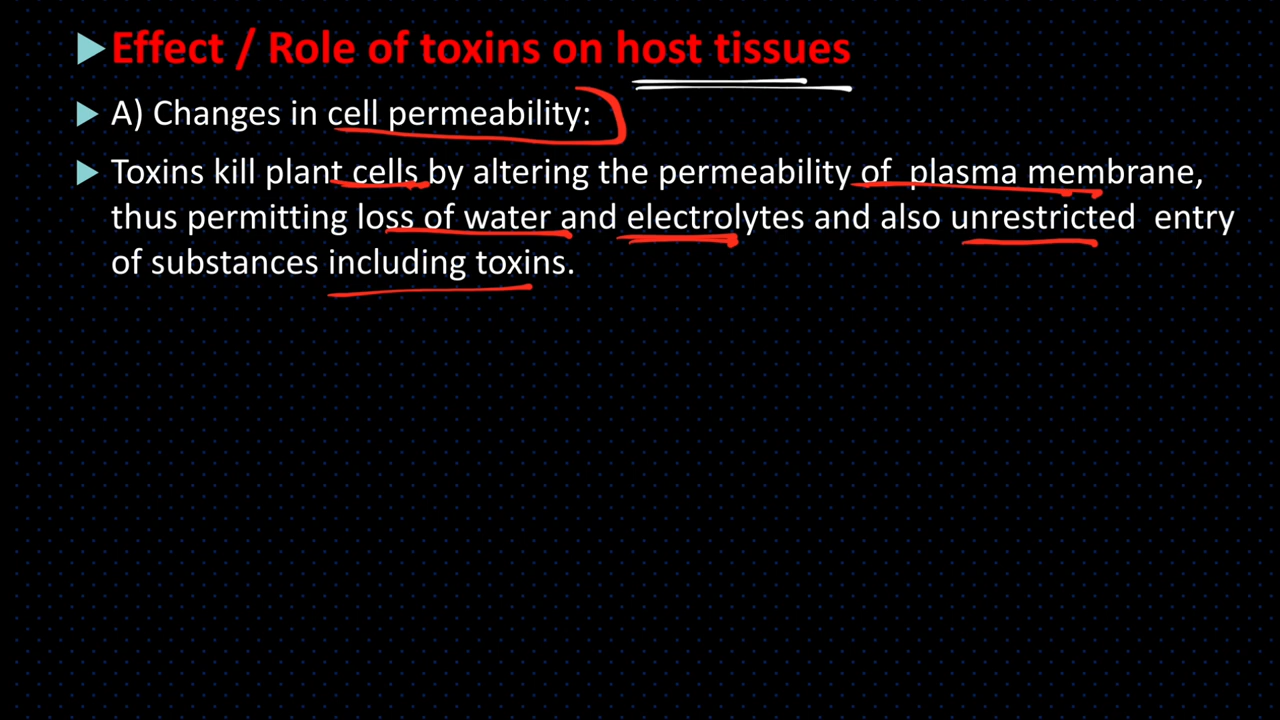 Effect / Role of toxins on host tissues
A) Changes in cell permeability:
Toxins kill plant cells by altering the permeability of plasma membrane,
thus permitting loss of water and electrolytes and also unrestricted entry
of substances including toxins.